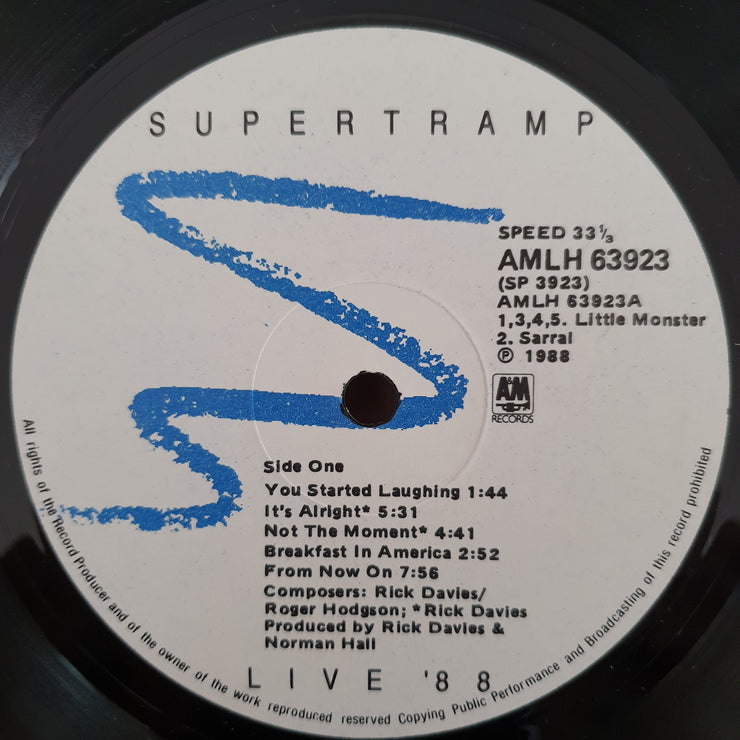 SUPERTRAMP
SPEED 33⅓
AMLH 63923
(SP 3923)
AMLH 63923A
1,3,4,5. Little Monster
2. Sarral
Ⓟ 1988
A&M
RECORDS
Side One
You Started Laughing 1:44
It's Alright* 5:31
Not The Moment* 4:41
Breakfast In America 2:52
From Now On 7:56
Composers: Rick Davies/
Roger Hodgson; *Rick Davies
Produced by Rick Davies &
Norman Hall
LIVE '88
All rights of the Record Producer and of the owner of the work reproduced reserved Copying Public Performance and Broadcasting of this record prohibited